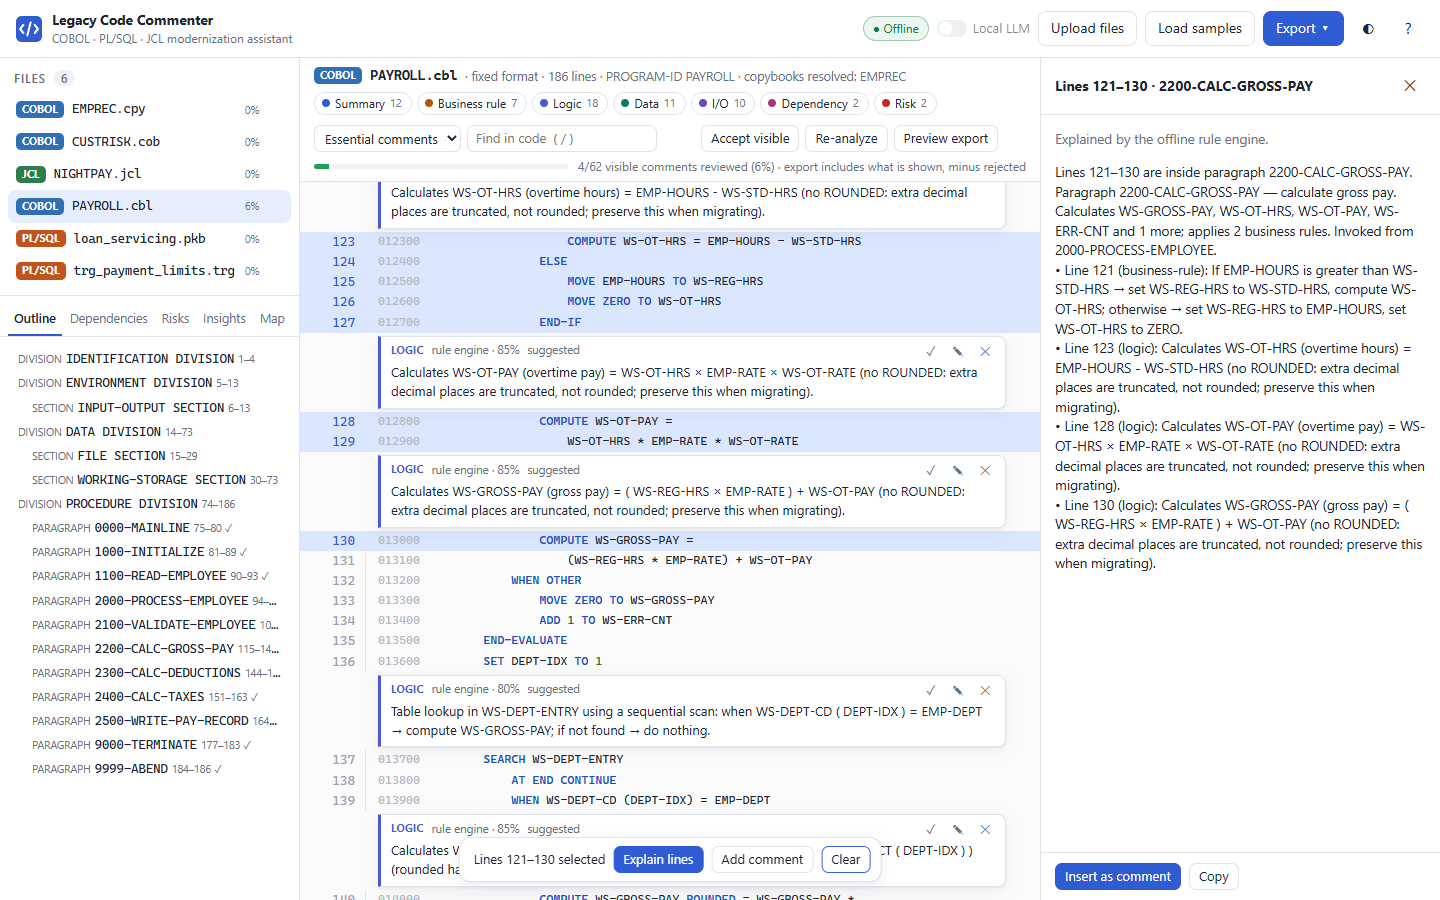 Legacy Code Commenter
COBOL · PL/SQL · JCL modernization assistant
Offline
Local LLM
Upload files
Load samples
Export ▾
?
FILES 6
COBOL EMPREC.cpy 0%
COBOL CUSTRISK.cob 0%
JCL NIGHTPAY.jcl 0%
COBOL PAYROLL.cbl 6%
PL/SQL loan_servicing.pkb 0%
PL/SQL trg_payment_limits.trg 0%
Outline Dependencies Risks Insights Map
DIVISION IDENTIFICATION DIVISION 1–4
DIVISION ENVIRONMENT DIVISION 5–13
SECTION INPUT-OUTPUT SECTION 6–13
DIVISION DATA DIVISION 14–73
SECTION FILE SECTION 15–29
SECTION WORKING-STORAGE SECTION 30–73
DIVISION PROCEDURE DIVISION 74–186
PARAGRAPH 0000-MAINLINE 75–80 ✓
PARAGRAPH 1000-INITIALIZE 81–89 ✓
PARAGRAPH 1100-READ-EMPLOYEE 90–93 ✓
PARAGRAPH 2000-PROCESS-EMPLOYEE 94–…
PARAGRAPH 2100-VALIDATE-EMPLOYEE 10…
PARAGRAPH 2200-CALC-GROSS-PAY 115–14…
PARAGRAPH 2300-CALC-DEDUCTIONS 144–1…
PARAGRAPH 2400-CALC-TAXES 151–163 ✓
PARAGRAPH 2500-WRITE-PAY-RECORD 164…
PARAGRAPH 9000-TERMINATE 177–183 ✓
PARAGRAPH 9999-ABEND 184–186 ✓
COBOL PAYROLL.cbl · fixed format · 186 lines · PROGRAM-ID PAYROLL · copybooks resolved: EMPREC
Summary 12 Business rule 7 Logic 18 Data 11 I/O 10 Dependency 2 Risk 2
Essential comments Find in code ( / ) Accept visible Re-analyze Preview export
4/62 visible comments reviewed (6%) · export includes what is shown, minus rejected
Calculates WS-OT-HRS (overtime hours) = EMP-HOURS - WS-STD-HRS (no ROUNDED: extra decimal
places are truncated, not rounded; preserve this when migrating).
123 012300 COMPUTE WS-OT-HRS = EMP-HOURS - WS-STD-HRS
124 012400 ELSE
125 012500 MOVE EMP-HOURS TO WS-REG-HRS
126 012600 MOVE ZERO TO WS-OT-HRS
127 012700 END-IF
LOGIC rule engine · 85% suggested ✓ ✎ ✕
Calculates WS-OT-PAY (overtime pay) = WS-OT-HRS × EMP-RATE × WS-OT-RATE (no ROUNDED: extra
decimal places are truncated, not rounded; preserve this when migrating).
128 012800 COMPUTE WS-OT-PAY =
129 012900 WS-OT-HRS * EMP-RATE * WS-OT-RATE
LOGIC rule engine · 85% suggested ✓ ✎ ✕
Calculates WS-GROSS-PAY (gross pay) = ( WS-REG-HRS × EMP-RATE ) + WS-OT-PAY (no ROUNDED:
extra decimal places are truncated, not rounded; preserve this when migrating).
130 013000 COMPUTE WS-GROSS-PAY =
131 013100 (WS-REG-HRS * EMP-RATE) + WS-OT-PAY
132 013200 WHEN OTHER
133 013300 MOVE ZERO TO WS-GROSS-PAY
134 013400 ADD 1 TO WS-ERR-CNT
135 013500 END-EVALUATE
136 013600 SET DEPT-IDX TO 1
LOGIC rule engine · 80% suggested ✓ ✎ ✕
Table lookup in WS-DEPT-ENTRY using a sequential scan: when WS-DEPT-CD ( DEPT-IDX ) = EMP-DEPT
→ compute WS-GROSS-PAY; if not found → do nothing.
137 013700 SEARCH WS-DEPT-ENTRY
138 013800 AT END CONTINUE
139 013900 WHEN WS-DEPT-CD (DEPT-IDX) = EMP-DEPT
LOGIC rule engine · 85% suggested ✓ ✎ ✕
Calculates
( DEPT-IDX ) )
(rounded
140 014000 COMPUTE WS-GROSS-PAY ROUNDED = WS-GROSS-PAY *
Lines 121–130 selected Explain lines Add comment Clear
Lines 121–130 · 2200-CALC-GROSS-PAY ✕
Explained by the offline rule engine.
Lines 121–130 are inside paragraph 2200-CALC-GROSS-PAY.
Paragraph 2200-CALC-GROSS-PAY — calculate gross pay.
Calculates WS-GROSS-PAY, WS-OT-HRS, WS-OT-PAY, WS-
ERR-CNT and 1 more; applies 2 business rules. Invoked from
2000-PROCESS-EMPLOYEE.
• Line 121 (business-rule): If EMP-HOURS is greater than WS-
STD-HRS → set WS-REG-HRS to WS-STD-HRS, compute WS-
OT-HRS; otherwise → set WS-REG-HRS to EMP-HOURS, set
WS-OT-HRS to ZERO.
• Line 123 (logic): Calculates WS-OT-HRS (overtime hours) =
EMP-HOURS - WS-STD-HRS (no ROUNDED: extra decimal
places are truncated, not rounded; preserve this when
migrating).
• Line 128 (logic): Calculates WS-OT-PAY (overtime pay) = WS-
OT-HRS × EMP-RATE × WS-OT-RATE (no ROUNDED: extra
decimal places are truncated, not rounded; preserve this when
migrating).
• Line 130 (logic): Calculates WS-GROSS-PAY (gross pay) = (
WS-REG-HRS × EMP-RATE ) + WS-OT-PAY (no ROUNDED:
extra decimal places are truncated, not rounded; preserve this
when migrating).
Insert as comment Copy